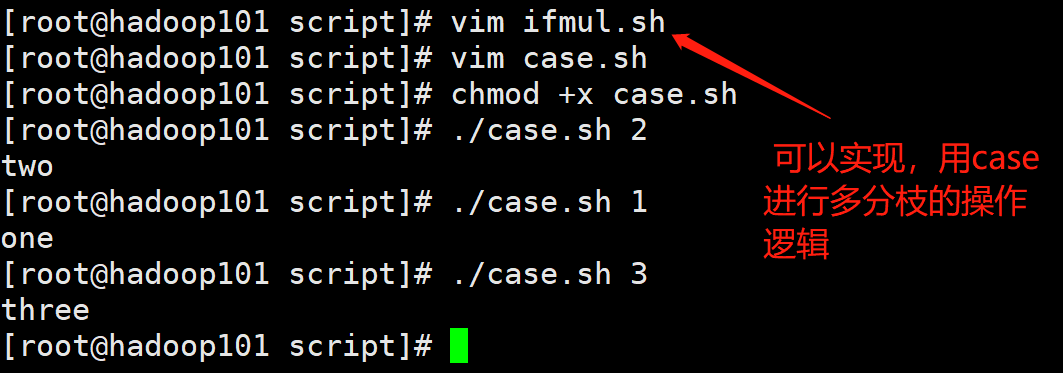 [root@hadoop101 script]# vim ifmul.sh
[root@hadoop101 script]# vim case.sh
[root@hadoop101 script]# chmod +x case.sh
[root@hadoop101 script]# ./case.sh 2
two
[root@hadoop101 script]# ./case.sh 1
one
[root@hadoop101 script]# ./case.sh 3
three
[root@hadoop101 script]#
可以实现，用case
进行多分枝的操作
逻辑